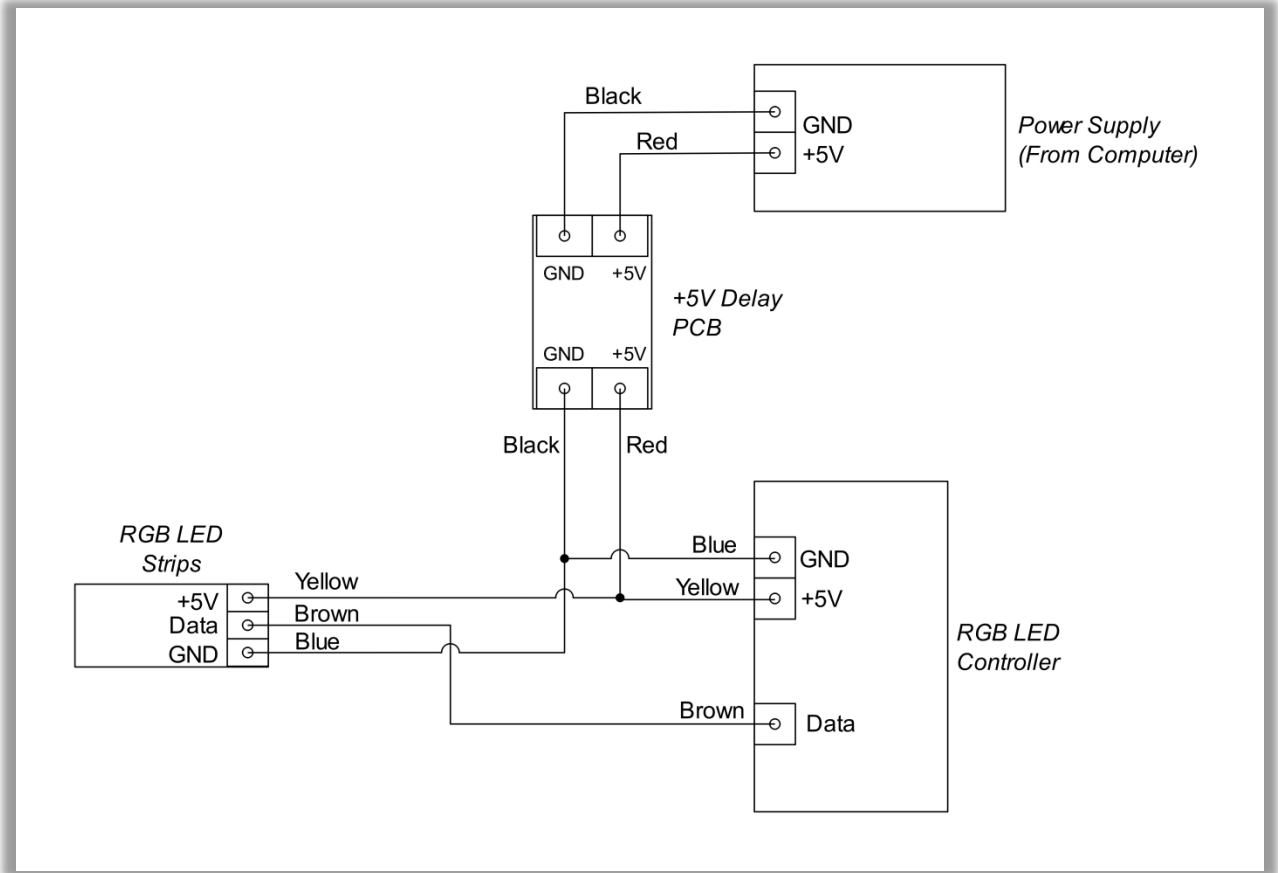 Black
GND
Power Supply
(From Computer)
Red
+5V
GND +5V
+5V Delay
PCB
GND +5V
Black Red
RGB LED
Strips
Blue
GND
Yellow
Yellow
+5V
+5V
Brown
Data
Blue
GND
RGB LED
Controller
Brown
Data